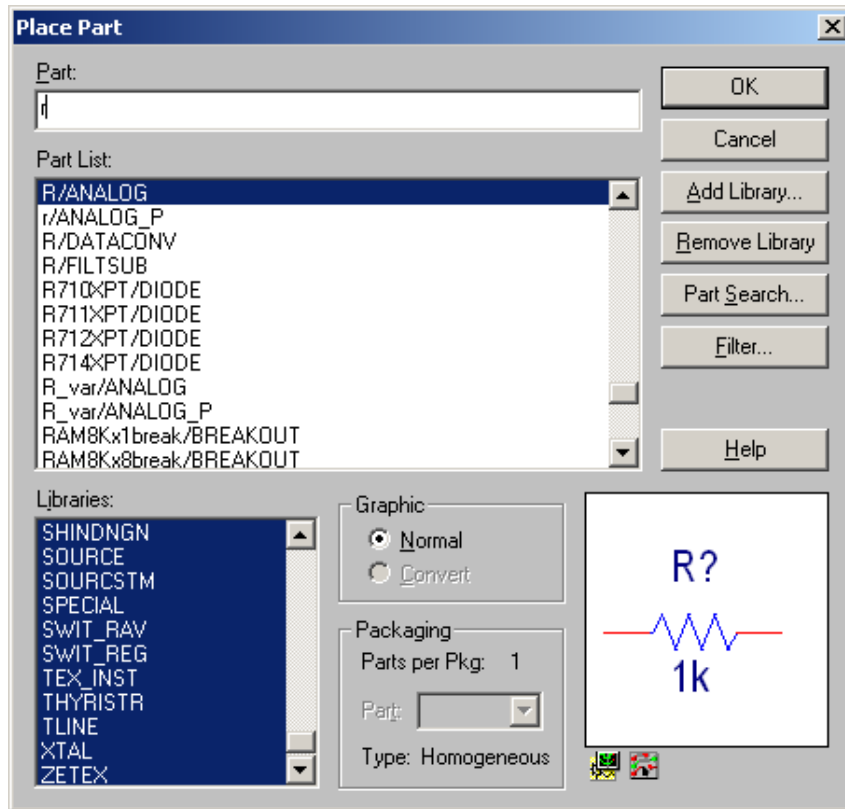 Place Part
Part:
r
OK
Cancel
Part List:
R/ANALOG
r/ANALOG_P
R/DATACONV
R/FILTSUB
R710XPT/DIODE
R711XPT/DIODE
R712XPT/DIODE
R714XPT/DIODE
R_var/ANALOG
R_var/ANALOG_P
RAM8Kx1break/BREAKOUT
RAM8Kx8break/BREAKOUT
Add Library...
Remove Library
Part Search...
Filter...
Help
Libraries:
SHINDNGN
SOURCE
SOURCSTM
SPECIAL
SWIT_RAV
SWIT_REG
TEX_INST
THYRISTR
TLINE
XTAL
ZETEX
Graphic
Normal
Convert
Packaging
Parts per Pkg: 1
Part:
Type: Homogeneous
R?
1k